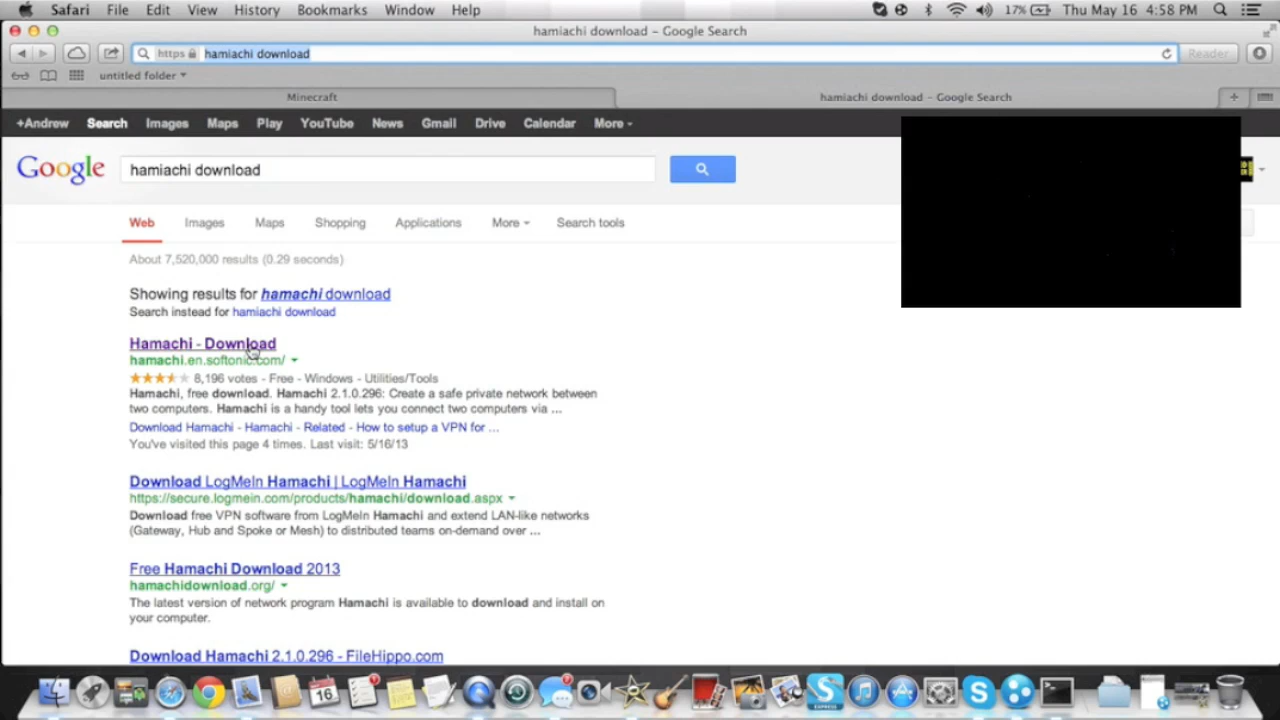 Safari File Edit View History Bookmarks Window Help 17% Thu May 16 4:58 PM
hamiachi download - Google Search
https hamiachi download Reader
untitled folder
Minecraft hamiachi download - Google Search +
+Andrew Search Images Maps Play YouTube News Gmail Drive Calendar More
Google hamiachi download
Web Images Maps Shopping Applications More Search tools
About 7,520,000 results (0.29 seconds)
Showing results for hamachi download
Search instead for hamiachi download
Hamachi - Download
hamachi.en.softonic.com/
8,196 votes - Free - Windows - Utilities/Tools
Hamachi, free download. Hamachi 2.1.0.296: Create a safe private network between
two computers. Hamachi is a handy tool lets you connect two computers via ...
Download Hamachi - Hamachi - Related - How to setup a VPN for ...
You've visited this page 4 times. Last visit: 5/16/13
Download LogMeIn Hamachi | LogMeIn Hamachi
https://secure.logmein.com/products/hamachi/download.aspx
Download free VPN software from LogMeIn Hamachi and extend LAN-like networks
(Gateway, Hub and Spoke or Mesh) to distributed teams on-demand over ...
Free Hamachi Download 2013
hamachidownload.org/
The latest version of network program Hamachi is available to download and install on
your computer.
Download Hamachi 2.1.0.296 - FileHippo.com
16
S EXPRESS